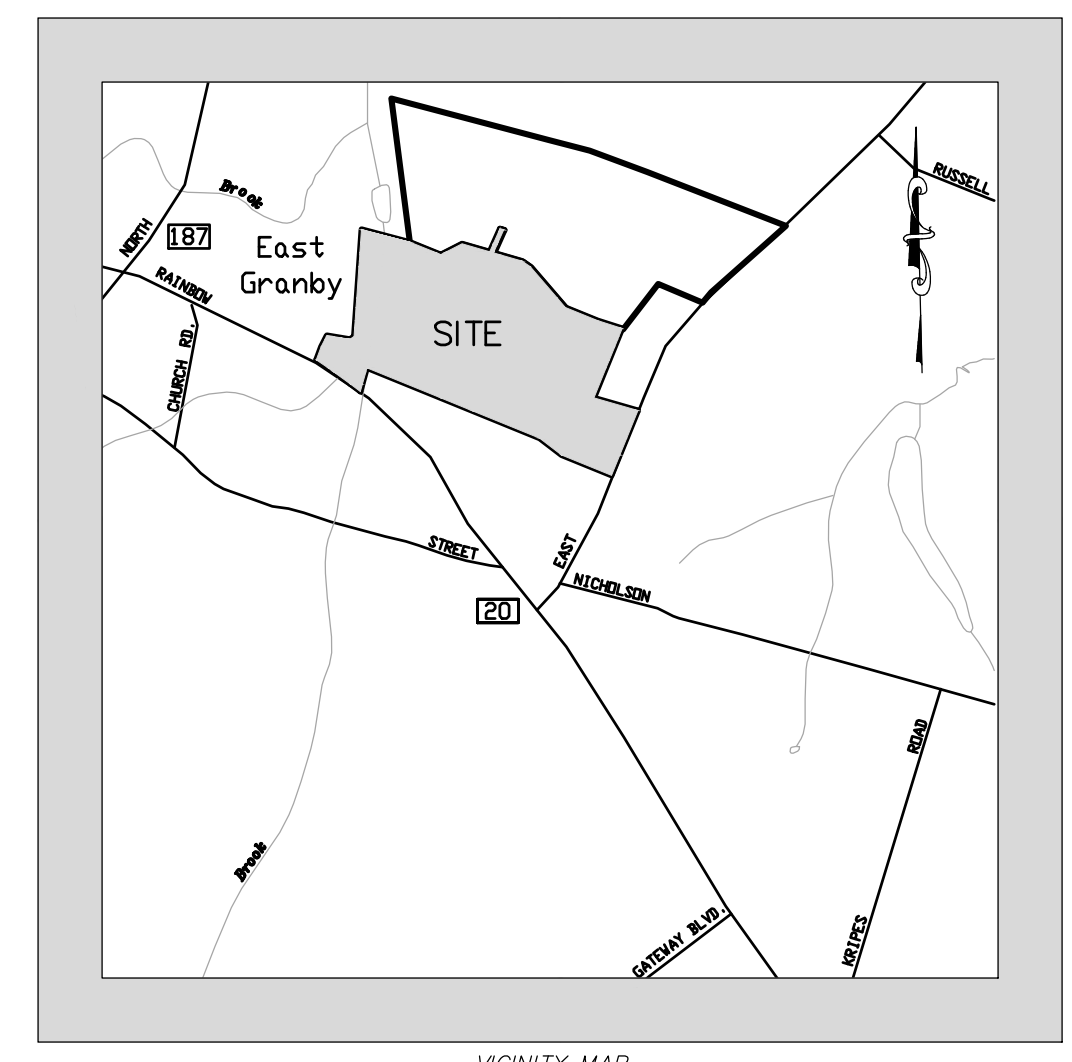 RUSSELL
Brook
NORTH
187
East
Granby
RAINBOW
SITE
CHURCH RD.
STREET
EAST
NICHOLSON
20
ROAD
Brook
GATEWAY BLVD.
KRIPES
VICINITY MAP